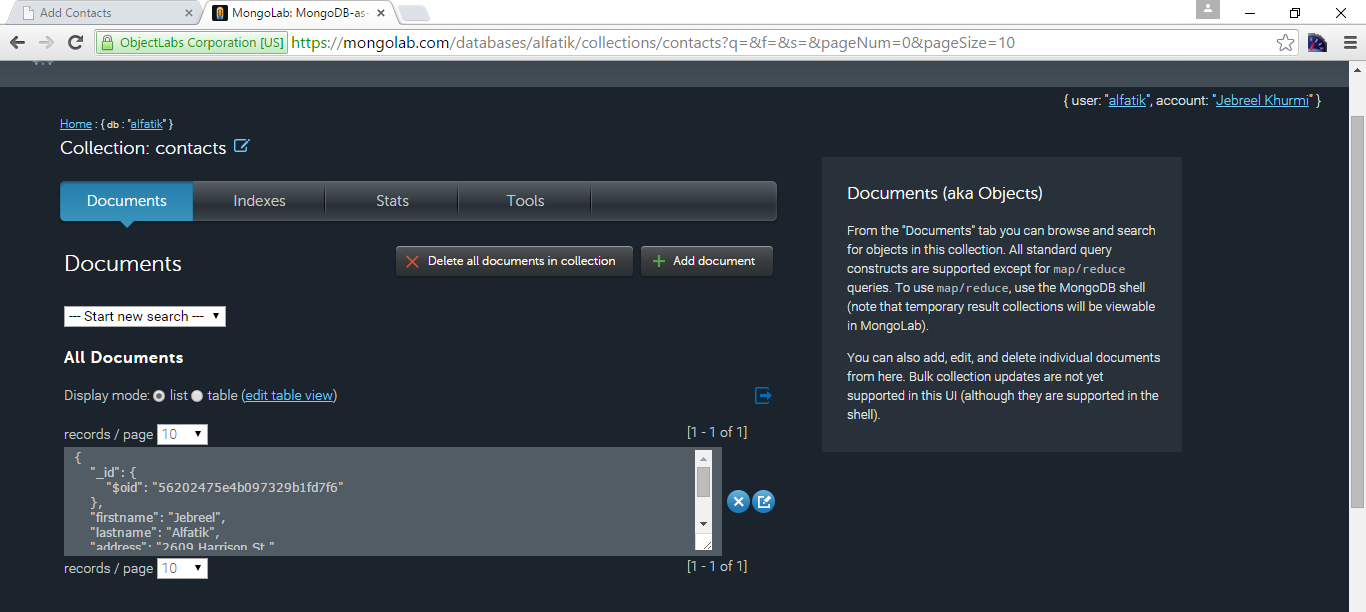 Add Contacts
MongoLab: MongoDB-as-
ObjectLabs Corporation [US] https://mongolab.com/databases/alfatik/collections/contacts?q=&f=&s=&pageNum=0&pageSize=10
{ user: "alfatik", account: "Jebreel Khurmi" }
Home : { db : "alfatik" }
Collection: contacts
Documents Indexes Stats Tools
Documents
Delete all documents in collection
Add document
--- Start new search ---
All Documents
Display mode: list table (edit table view)
records / page 10 [1 - 1 of 1]
{
"_id": {
"$oid": "56202475e4b097329b1fd7f6"
},
"firstname": "Jebreel",
"lastname": "Alfatik",
"address": "2609 Harrison St."
records / page 10 [1 - 1 of 1]
Documents (aka Objects)
From the "Documents" tab you can browse and search
for objects in this collection. All standard query
constructs are supported except for map/reduce
queries. To use map/reduce, use the MongoDB shell
(note that temporary result collections will be viewable
in MongoLab).
You can also add, edit, and delete individual documents
from here. Bulk collection updates are not yet
supported in this UI (although they are supported in the
shell).